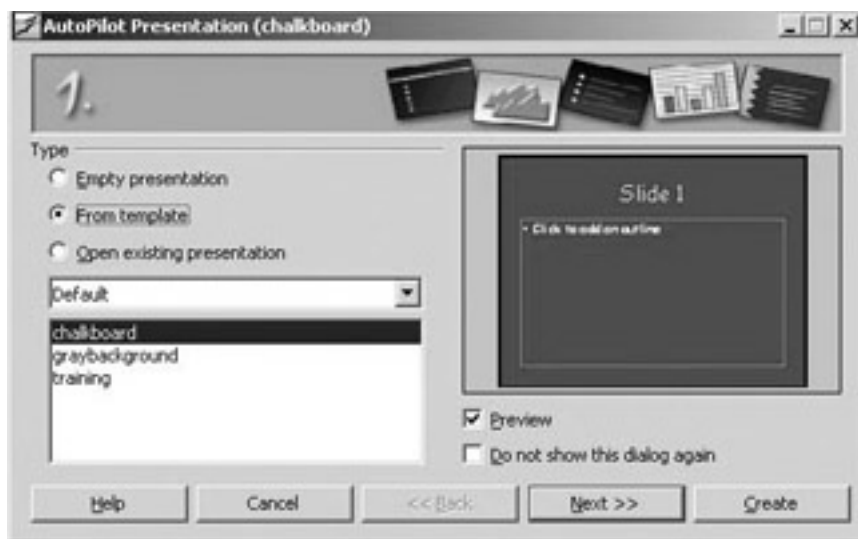 AutoPilot Presentation (chalkboard)
1.
Type
Empty presentation
From template
Open existing presentation
Default
chalkboard
graybackground
training
Slide 1
• Click to add an outline
Preview
Do not show this dialog again
Help
Cancel
<< Back
Next >>
Create